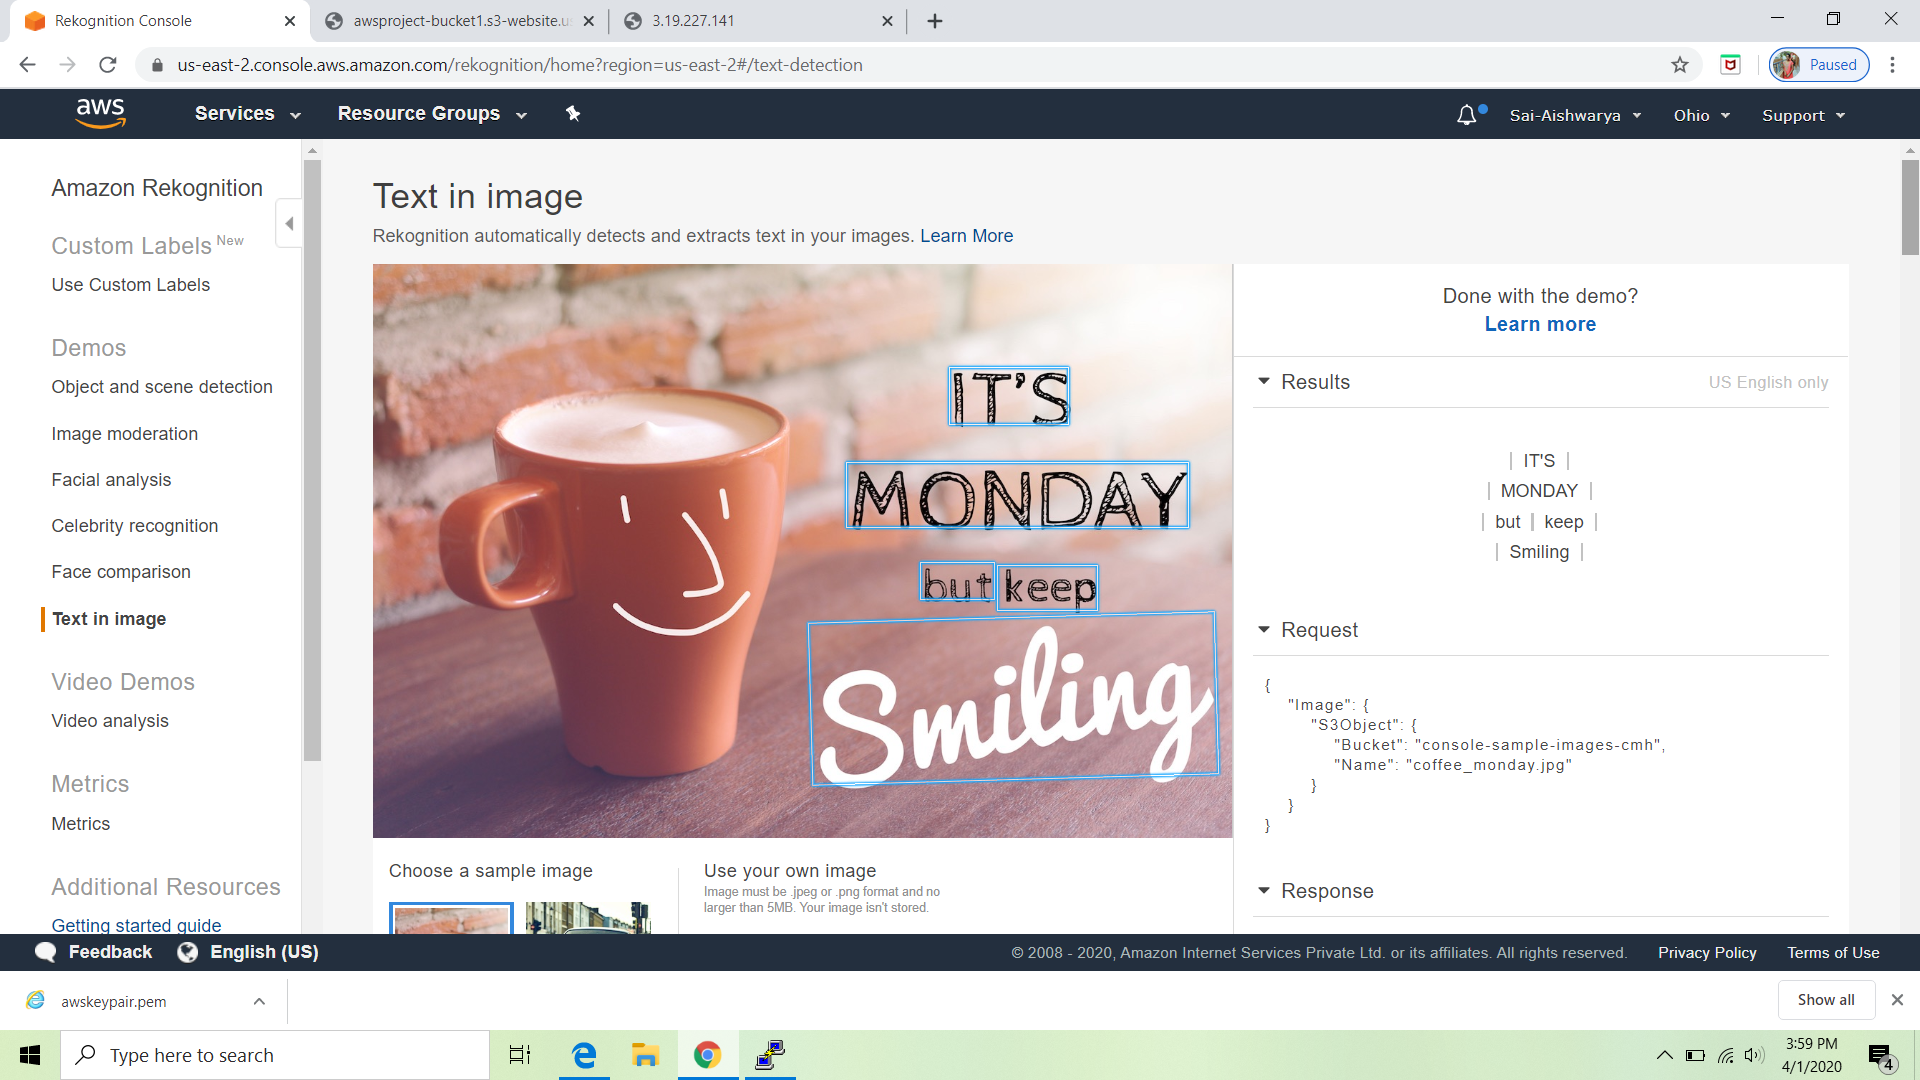 Rekognition Console
awsproject-bucket1.s3-website.u
3.19.227.141
us-east-2.console.aws.amazon.com/rekognition/home?region=us-east-2#/text-detection
Paused
aws
Services
Resource Groups
Sai-Aishwarya
Ohio
Support
Amazon Rekognition
Custom Labels New
Use Custom Labels
Demos
Object and scene detection
Image moderation
Facial analysis
Celebrity recognition
Face comparison
Text in image
Video Demos
Video analysis
Metrics
Metrics
Additional Resources
Getting started guide
Text in image
Rekognition automatically detects and extracts text in your images. Learn More
IT'S
MONDAY
but keep
Smiling
Choose a sample image
Use your own image
Image must be .jpeg or .png format and no
larger than 5MB. Your image isn't stored.
Done with the demo?
Learn more
Results
US English only
| IT'S |
| MONDAY |
| but | keep |
| Smiling |
Request
{
"Image": {
"S3Object": {
"Bucket": "console-sample-images-cmh",
"Name": "coffee_monday.jpg"
}
}
}
Response
Feedback
English (US)
© 2008 - 2020, Amazon Internet Services Private Ltd. or its affiliates. All rights reserved.
Privacy Policy
Terms of Use
awskeypair.pem
Show all
Type here to search
3:59 PM
4/1/2020
4